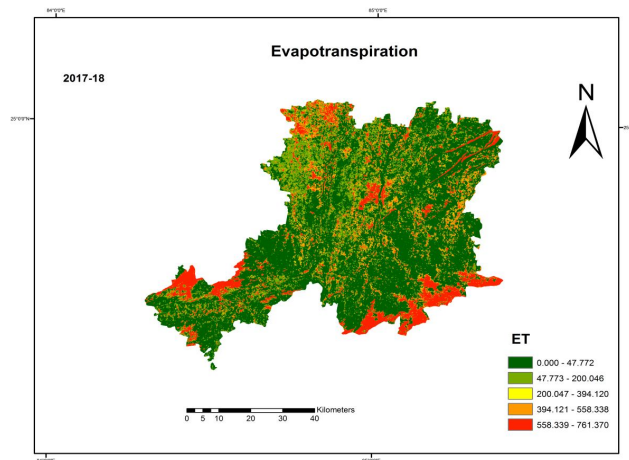 84°0'0"E 85°0'0"E
Evapotranspiration
2017-18
N
25°0'0"N
ET
0.000 - 47.772
47.773 - 200.046
200.047 - 394.120
394.121 - 558.338
558.339 - 761.370
Kilometers
0 5 10 20 30 40